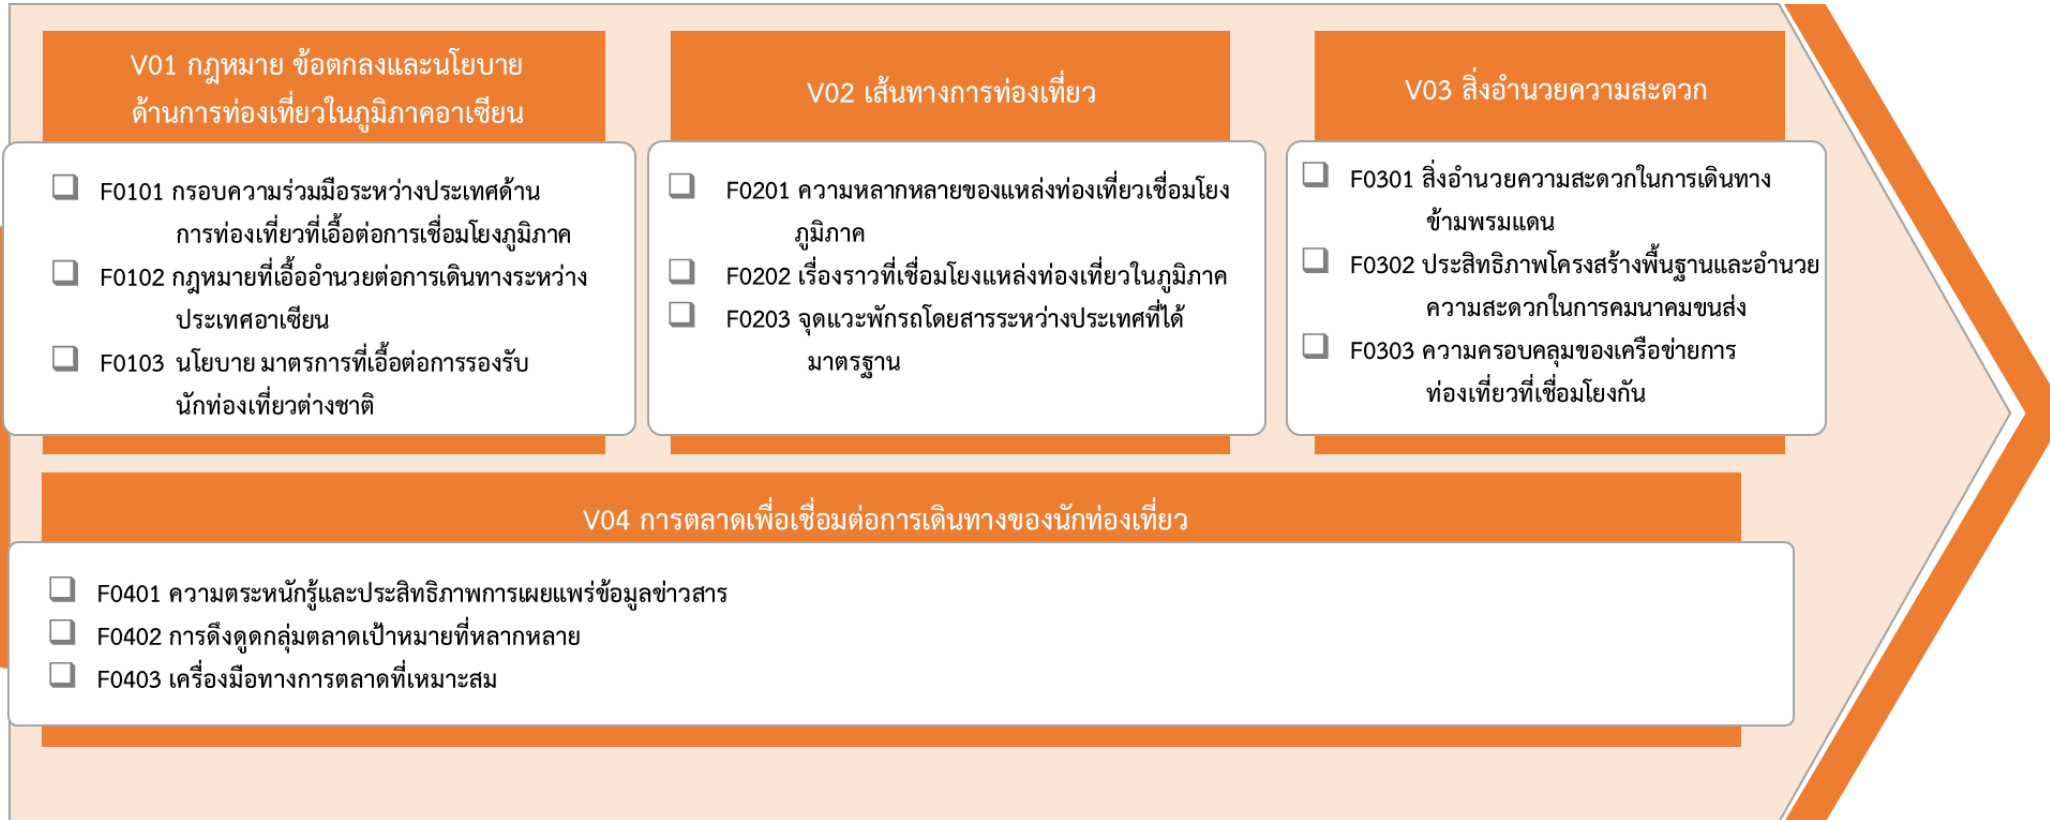 V01 กฎหมาย ข้อตกลงและนโยบาย
ด้านการท่องเที่ยวในภูมิภาคอาเซียน
F0101 กรอบความร่วมมือระหว่างประเทศด้าน
การท่องเที่ยวที่เอื้อต่อการเชื่อมโยงภูมิภาค
F0102 กฎหมายที่เอื้ออำนวยต่อการเดินทางระหว่าง
ประเทศอาเซียน
F0103 นโยบาย มาตรการที่เอื้อต่อการรองรับ
นักท่องเที่ยวต่างชาติ
V02 เส้นทางการท่องเที่ยว
F0201 ความหลากหลายของแหล่งท่องเที่ยวเชื่อมโยง
ภูมิภาค
F0202 เรื่องราวที่เชื่อมโยงแหล่งท่องเที่ยวในภูมิภาค
F0203 จุดแวะพักรถโดยสารระหว่างประเทศที่ได้
มาตรฐาน
V03 สิ่งอำนวยความสะดวก
F0301 สิ่งอำนวยความสะดวกในการเดินทาง
ข้ามพรมแดน
F0302 ประสิทธิภาพโครงสร้างพื้นฐานและอำนวย
ความสะดวกในการคมนาคมขนส่ง
F0303 ความครอบคลุมของเครือข่ายการ
ท่องเที่ยวที่เชื่อมโยงกัน
V04 การตลาดเพื่อเชื่อมต่อการเดินทางของนักท่องเที่ยว
F0401 ความตระหนักรู้และประสิทธิภาพการเผยแพร่ข้อมูลข่าวสาร
F0402 การดึงดูดกลุ่มตลาดเป้าหมายที่หลากหลาย
F0403 เครื่องมือทางการตลาดที่เหมาะสม